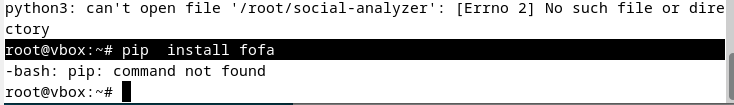 python3: can't open file '/root/social-analyzer': [Errno 2] No such file or dire
ctory
root@vbox:~# pip  install fofa
-bash: pip: command not found
root@vbox:~#